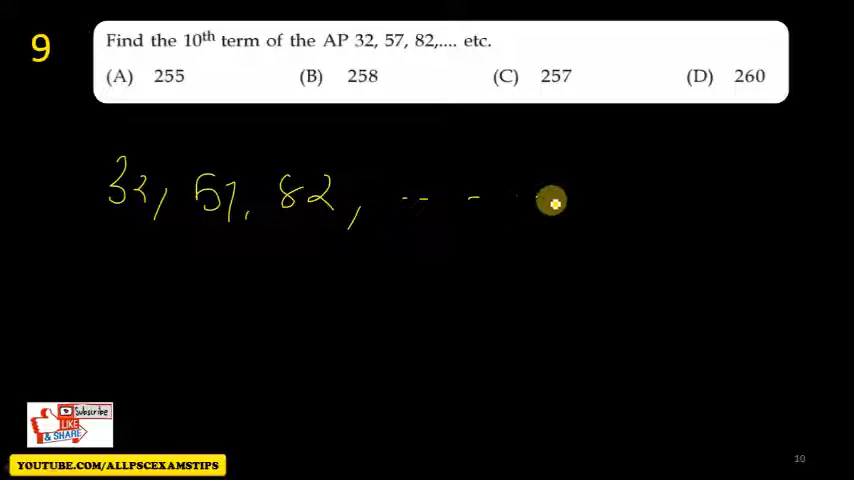 9
Find the 10th term of the AP 32, 57, 82,.... etc.
(A) 255 (B) 258 (C) 257 (D) 260
32, 57, 82, -- - -
Subscribe
LIKE
& SHARE
YOUTUBE.COM/ALLPSCEXAMSTIPS
10